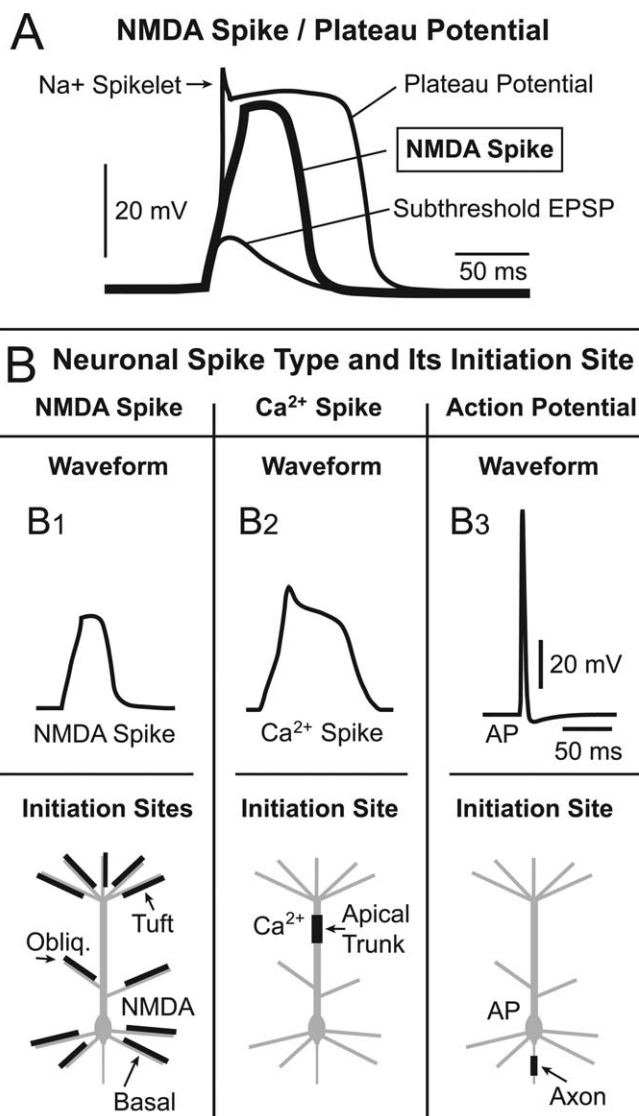 A NMDA Spike / Plateau Potential
Na+ Spikelet
Plateau Potential
NMDA Spike
20 mV
Subthreshold EPSP
50 ms
B Neuronal Spike Type and Its Initiation Site
NMDA Spike
Ca²⁺ Spike
Action Potential
Waveform
Waveform
Waveform
B1
B2
B3
20 mV
NMDA Spike
Ca²⁺ Spike
AP
50 ms
Initiation Sites
Initiation Site
Initiation Site
Tuft
Obliq.
NMDA
Basal
Ca²⁺
Apical
Trunk
AP
Axon